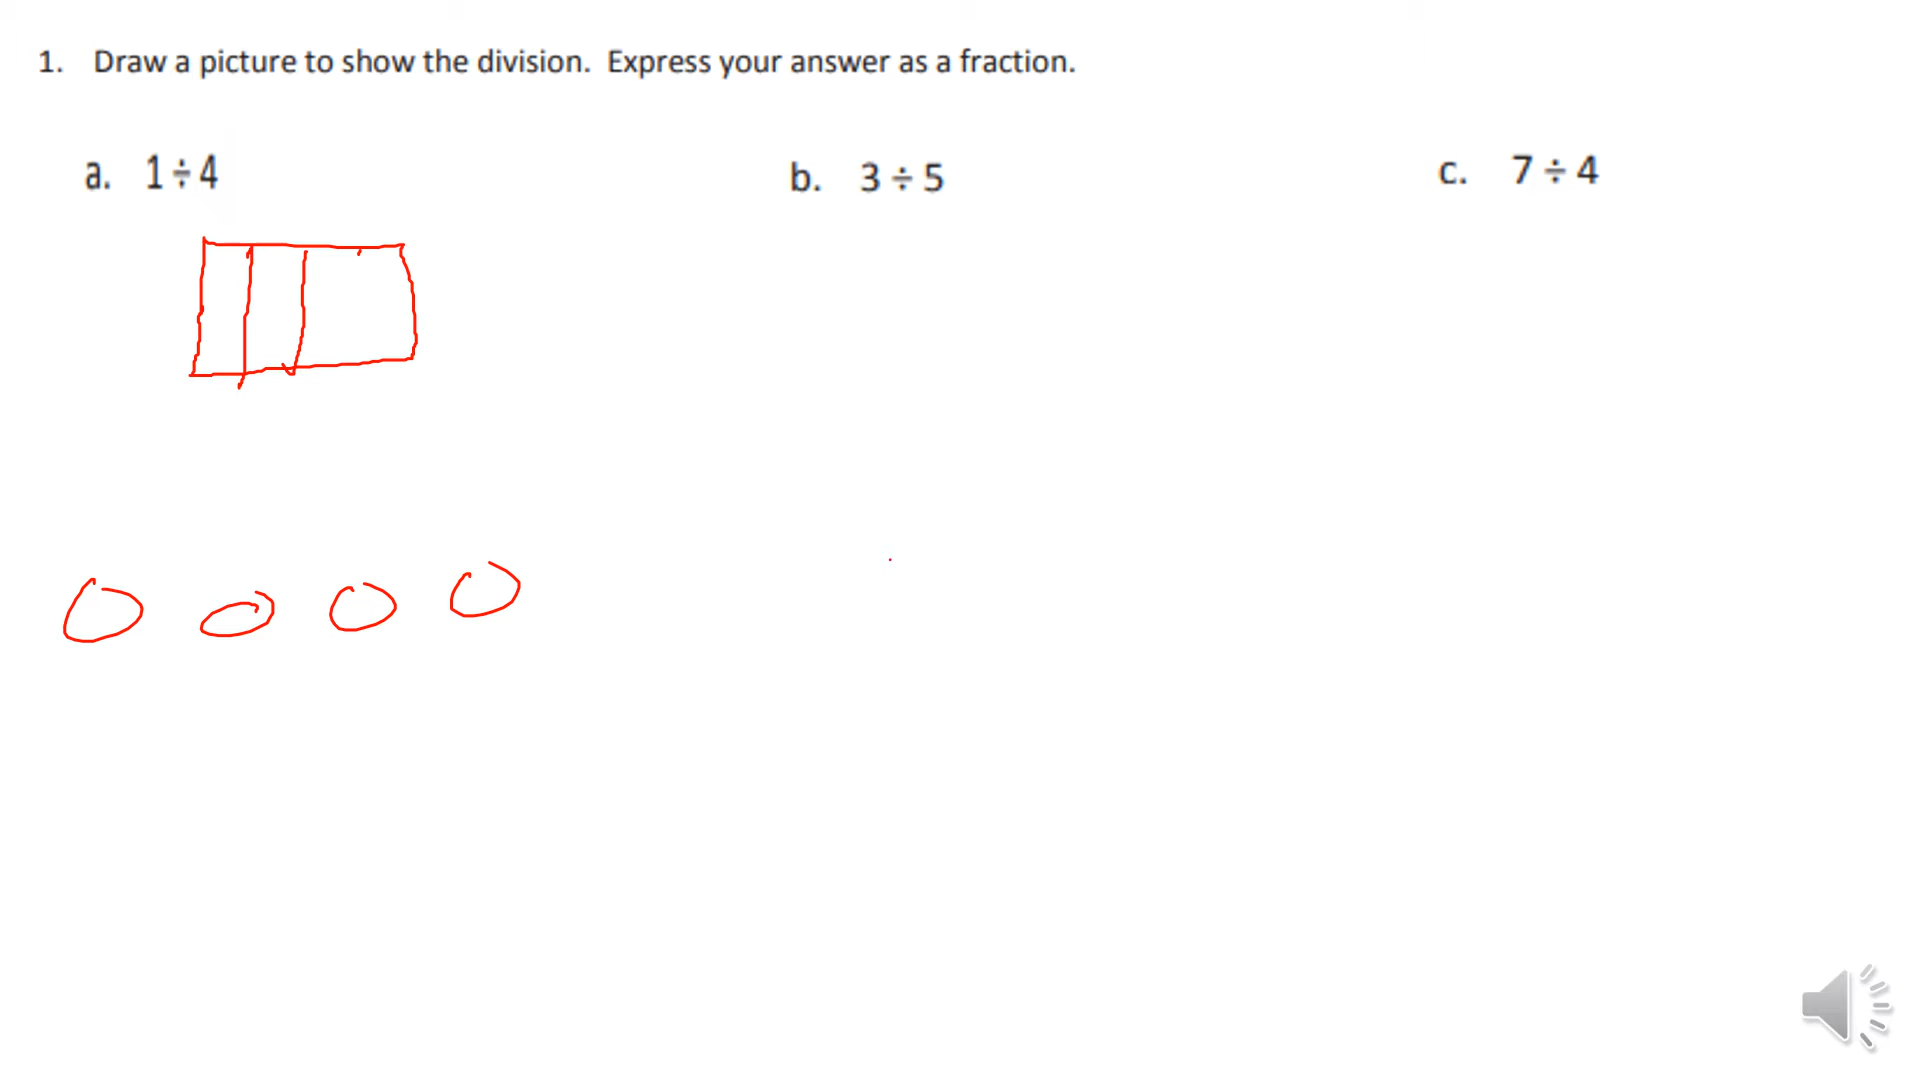 1. Draw a picture to show the division. Express your answer as a fraction.
a. 1 ÷ 4
b. 3 ÷ 5
c. 7 ÷ 4